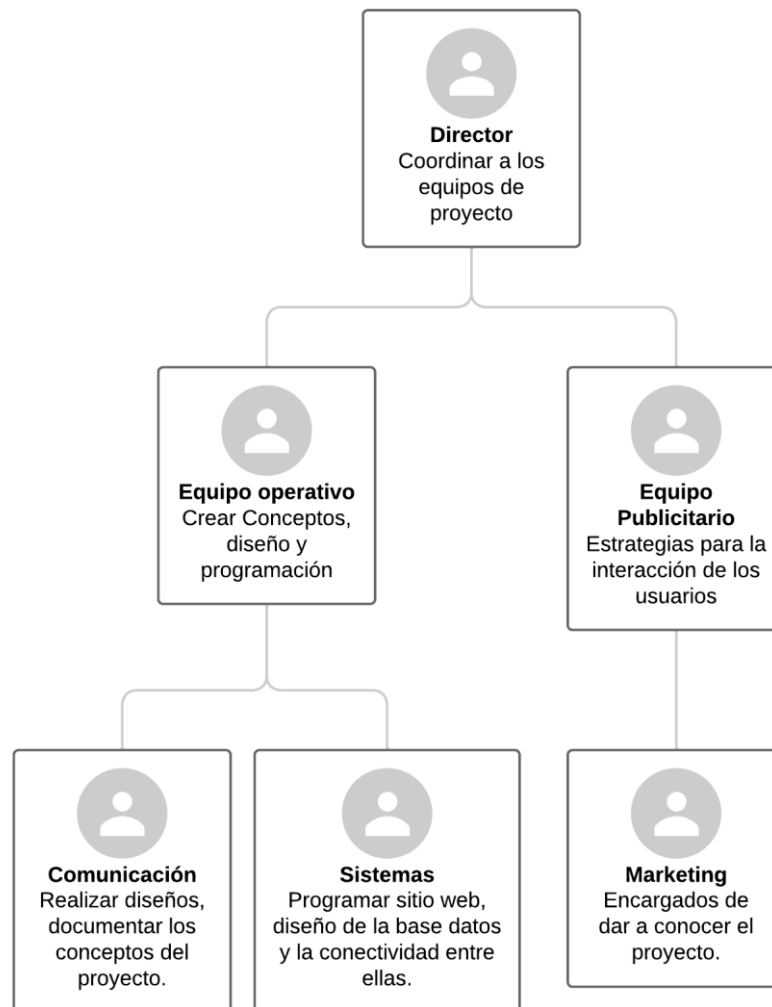 Director
Coordinar a los
equipos de
proyecto
Equipo operativo
Crear Conceptos,
diseño y
programación
Equipo
Publicitario
Estrategias para la
interacción de los
usuarios
Comunicación
Realizar diseños,
documentar los
conceptos del
proyecto.
Sistemas
Programar sitio web,
diseño de la base datos
y la conectividad entre
ellas.
Marketing
Encargados de
dar a conocer el
proyecto.